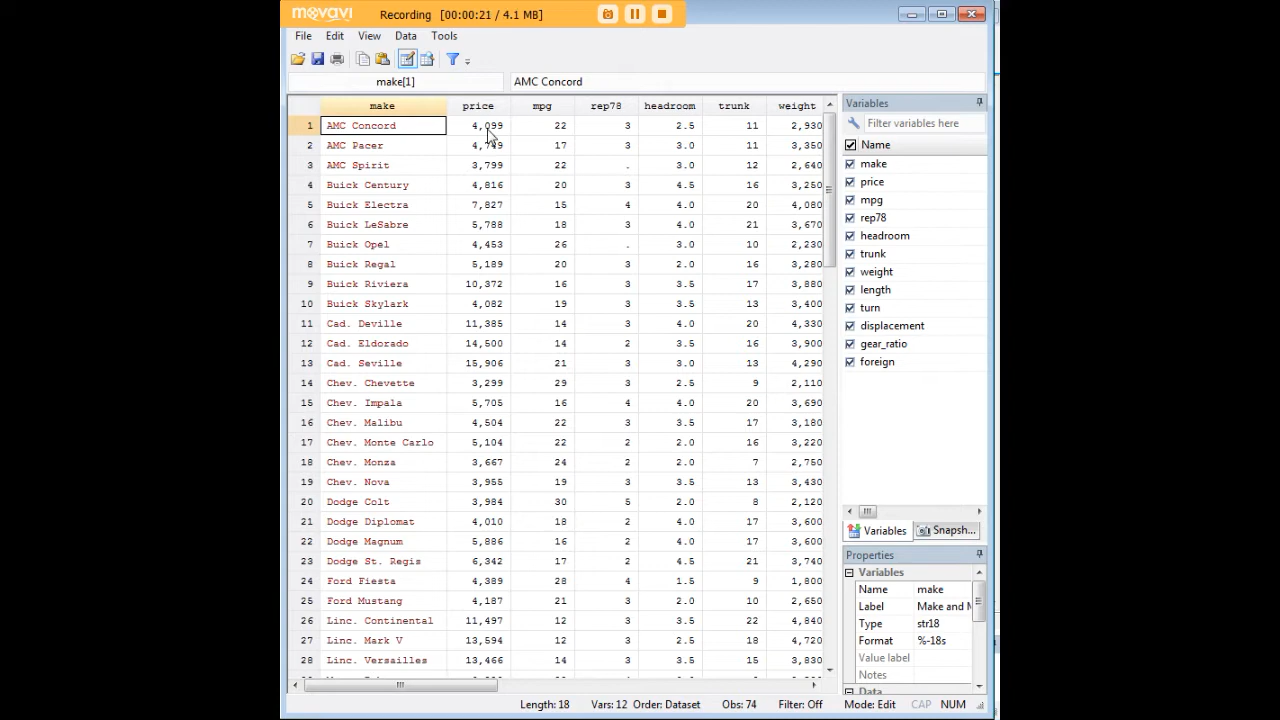 movavi Recording [00:00:21 / 4.1 MB]
File Edit View Data Tools
make[1] AMC Concord
make price mpg rep78 headroom trunk weight
1 AMC Concord 4,099 22 3 2.5 11 2,930
2 AMC Pacer 4,749 17 3 3.0 11 3,350
3 AMC Spirit 3,799 22 . 3.0 12 2,640
4 Buick Century 4,816 20 3 4.5 16 3,250
5 Buick Electra 7,827 15 4 4.0 20 4,080
6 Buick LeSabre 5,788 18 3 4.0 21 3,670
7 Buick Opel 4,453 26 . 3.0 10 2,230
8 Buick Regal 5,189 20 3 2.0 16 3,280
9 Buick Riviera 10,372 16 3 3.5 17 3,880
10 Buick Skylark 4,082 19 3 3.5 13 3,400
11 Cad. Deville 11,385 14 3 4.0 20 4,330
12 Cad. Eldorado 14,500 14 2 3.5 16 3,900
13 Cad. Seville 15,906 21 3 3.0 13 4,290
14 Chev. Chevette 3,299 29 3 2.5 9 2,110
15 Chev. Impala 5,705 16 4 4.0 20 3,690
16 Chev. Malibu 4,504 22 3 3.5 17 3,180
17 Chev. Monte Carlo 5,104 22 2 2.0 16 3,220
18 Chev. Monza 3,667 24 2 2.0 7 2,750
19 Chev. Nova 3,955 19 3 3.5 13 3,430
20 Dodge Colt 3,984 30 5 2.0 8 2,120
21 Dodge Diplomat 4,010 18 2 4.0 17 3,600
22 Dodge Magnum 5,886 16 2 4.0 17 3,600
23 Dodge St. Regis 6,342 17 2 4.5 21 3,740
24 Ford Fiesta 4,389 28 4 1.5 9 1,800
25 Ford Mustang 4,187 21 3 2.0 10 2,650
26 Linc. Continental 11,497 12 3 3.5 22 4,840
27 Linc. Mark V 13,594 12 3 2.5 18 4,720
28 Linc. Versailles 13,466 14 3 3.5 15 3,830
Variables
Filter variables here
Name
make
price
mpg
rep78
headroom
trunk
weight
length
turn
displacement
gear_ratio
foreign
Variables Snapsh...
Properties
Variables
Name make
Label Make and M
Type str18
Format %-18s
Value label
Notes
Data
Length: 18 Vars: 12 Order: Dataset Obs: 74 Filter: Off Mode: Edit CAP NUM